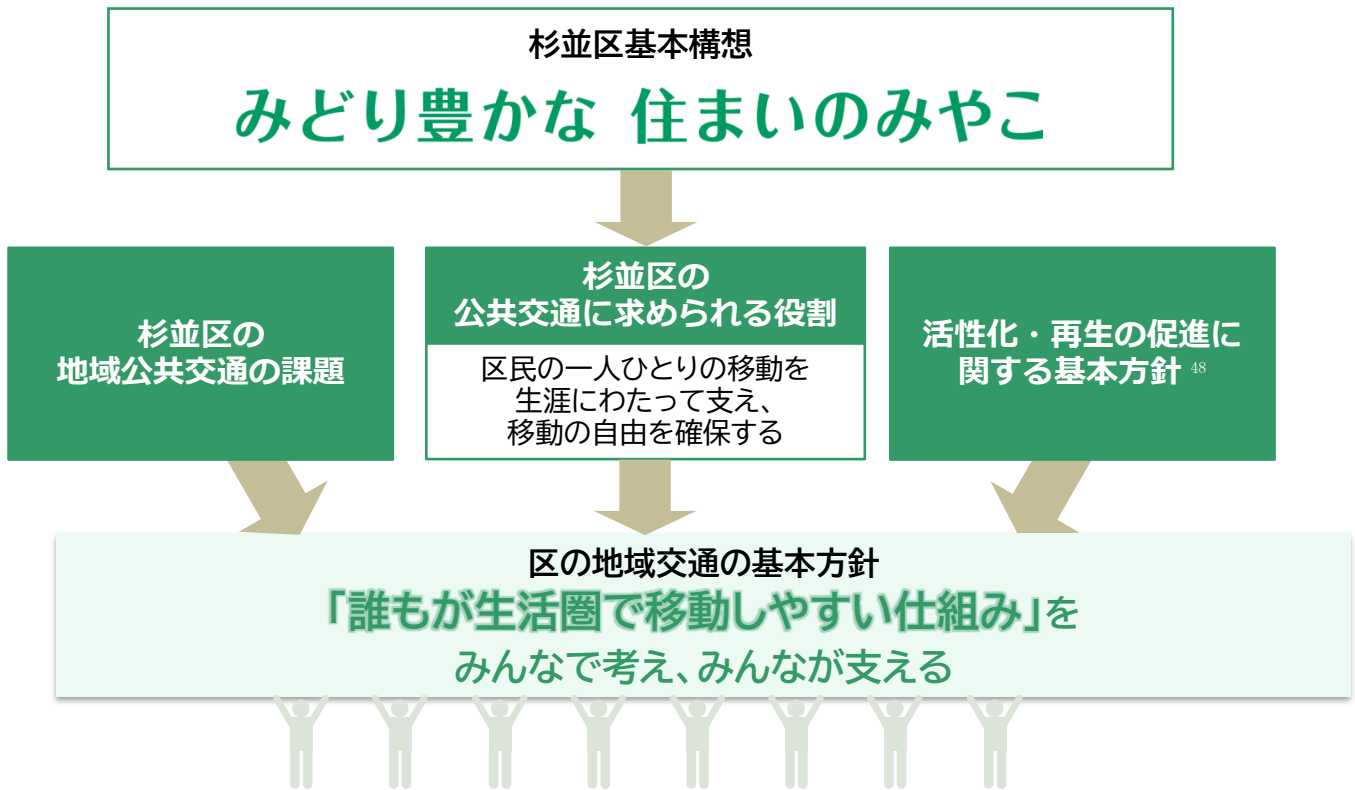 杉並区基本構想
みどり豊かな 住まいのみやこ
杉並区の
地域公共交通の課題
杉並区の
公共交通に求められる役割
区民の一人ひとりの移動を
生涯にわたって支え、
移動の自由を確保する
活性化・再生の促進に
関する基本方針 48
区の地域交通の基本方針
「誰もが生活圏で移動しやすい仕組み」を
みんなで考え、みんなが支える